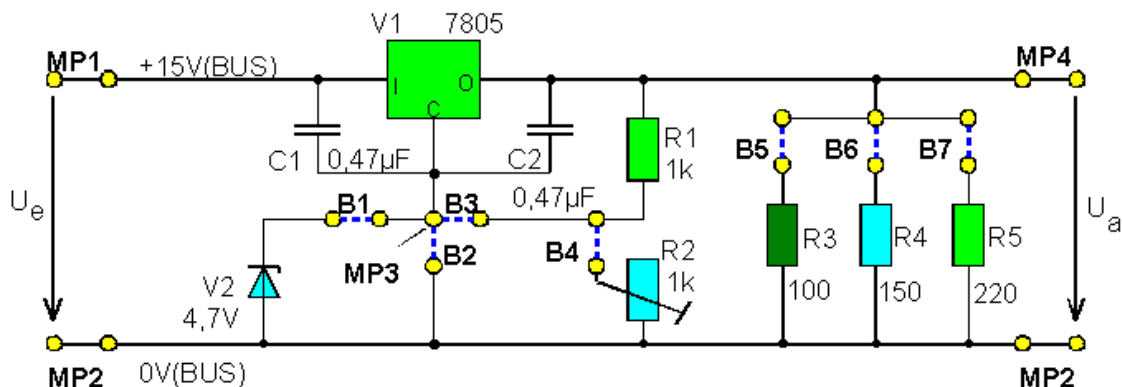 V1 7805
MP1 +15V(BUS) MP4
I O
C
C1 0,47µF C2 R1
1k
B5 B6 B7
Ue Ua
B1 B3 0,47µF
B2 B4 R2
1k
MP3
V2
4,7V
R3 R4 R5
100 150 220
MP2 0V(BUS) MP2